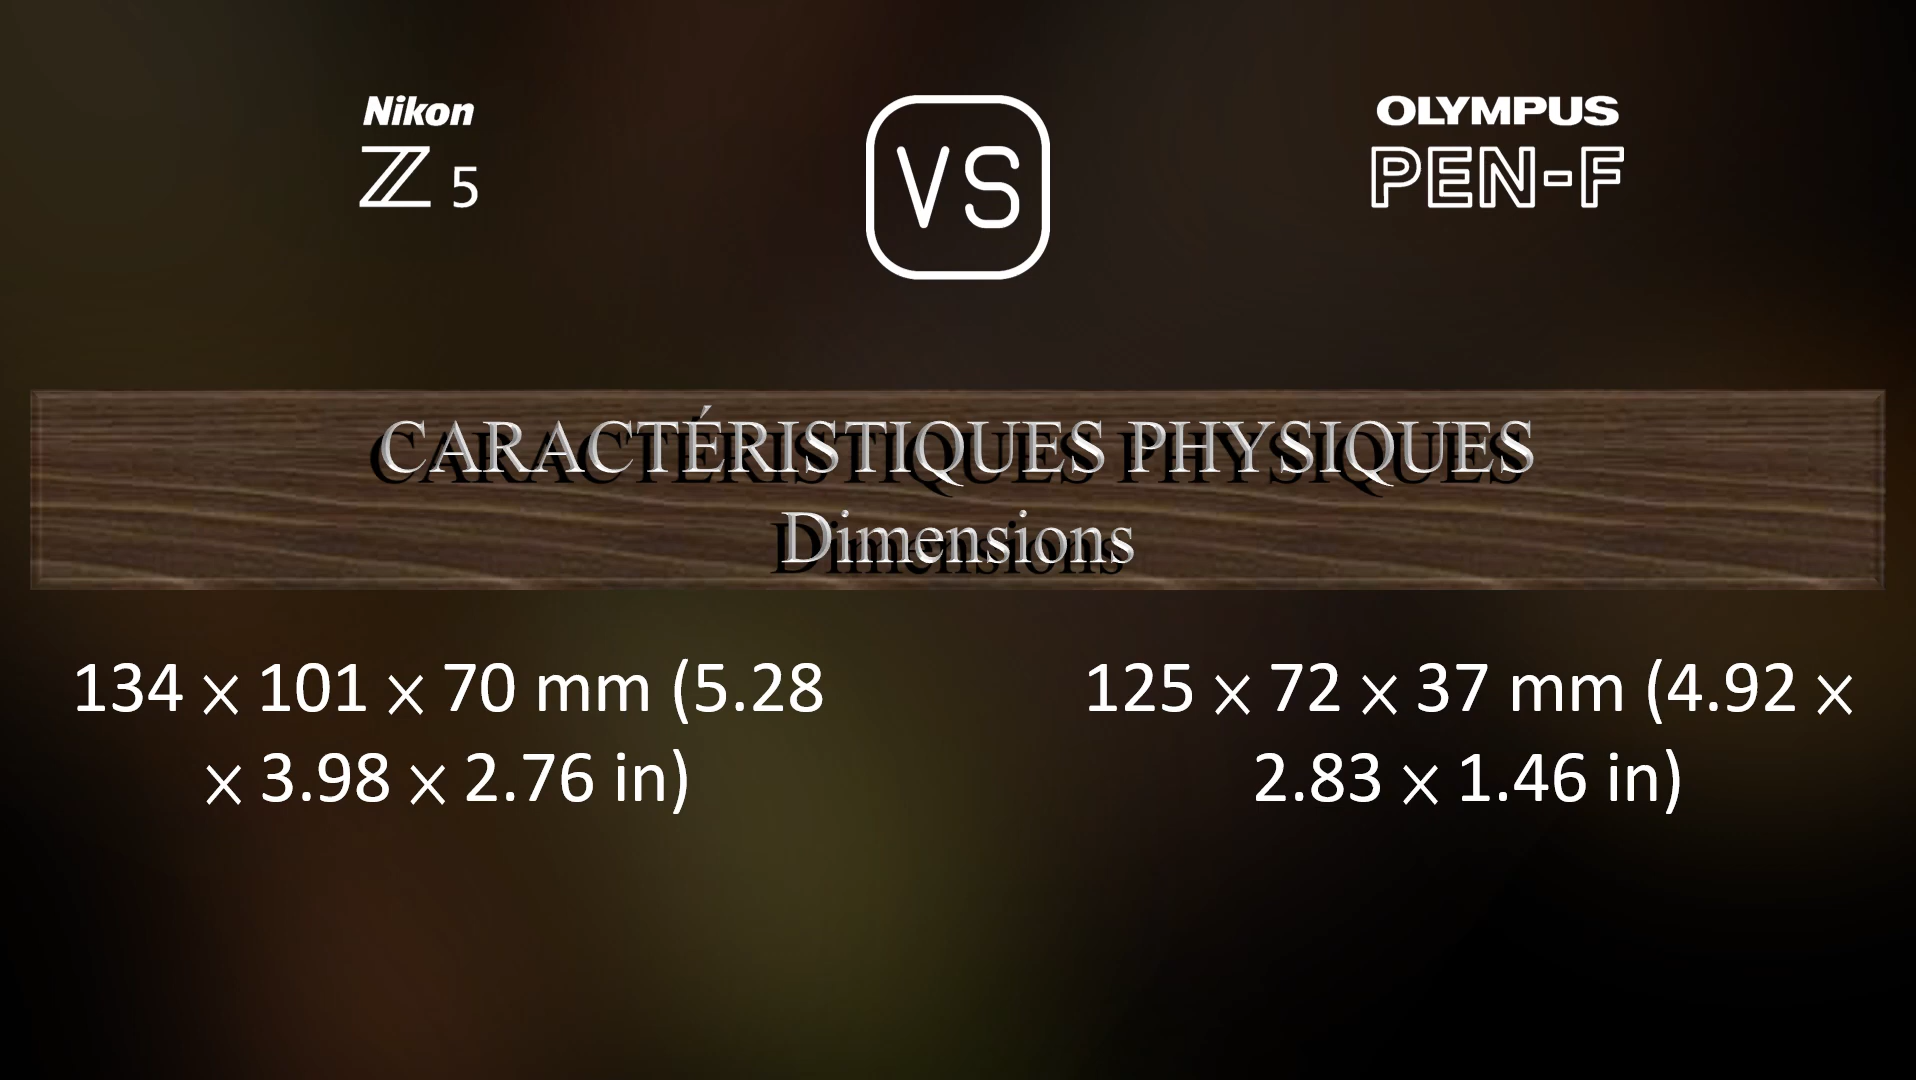 Nikon
Z 5
VS
OLYMPUS
PEN-F
CARACTÉRISTIQUES PHYSIQUES
Dimensions
134 x 101 x 70 mm (5.28
x 3.98 x 2.76 in)
125 x 72 x 37 mm (4.92 x
2.83 x 1.46 in)